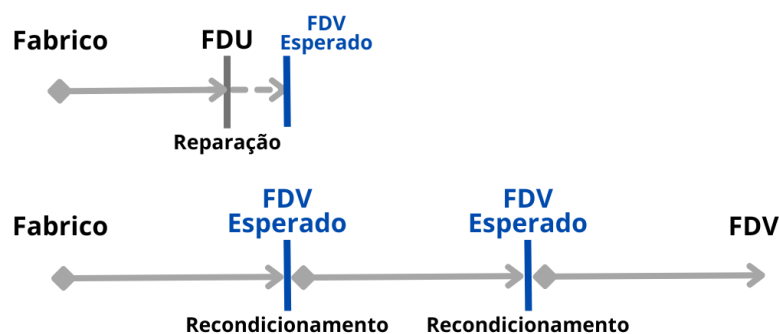 Fabrico
FDU
FDV
Esperado
Reparação
Fabrico
FDV
Esperado
FDV
Esperado
FDV
Recondicionamento
Recondicionamento